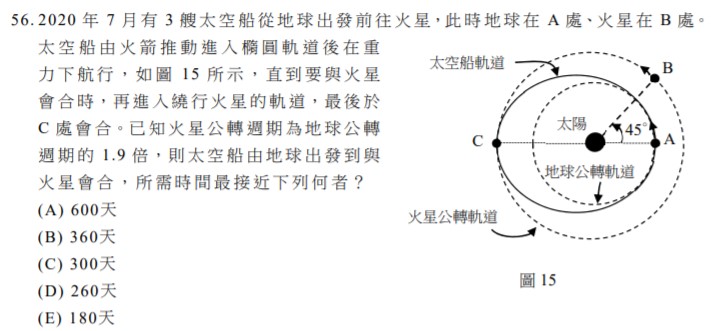 56. 2020 年 7 月有 3 艘太空船從地球出發前往火星，此時地球在 A 處、火星在 B 處。
太空船由火箭推動進入橢圓軌道後在重
力下航行，如圖 15 所示，直到要與火星
會合時，再進入繞行火星的軌道，最後於
C 處會合。已知火星公轉週期為地球公轉
週期的 1.9 倍，則太空船由地球出發到與
火星會合，所需時間最接近下列何者？
(A) 600天
(B) 360天
(C) 300天
(D) 260天
(E) 180天
太空船軌道
B
太陽
45°
C
A
地球公轉軌道
火星公轉軌道
圖 15